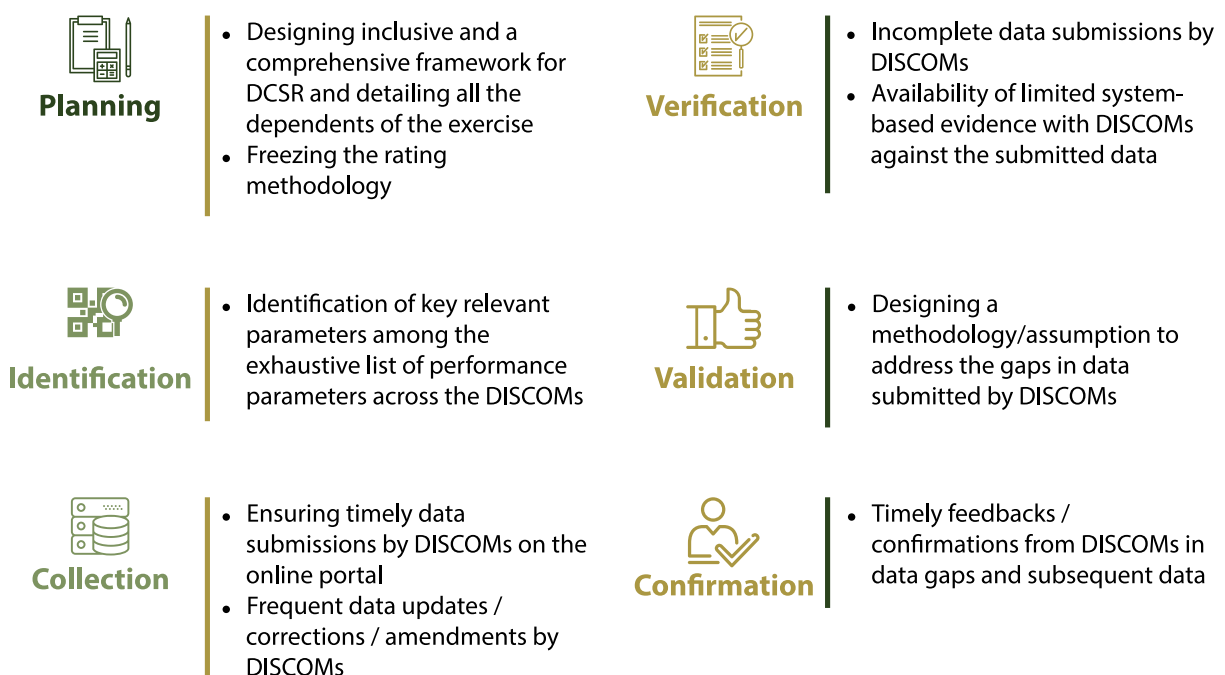 Planning
• Designing inclusive and a
comprehensive framework for
DCSR and detailing all the
dependents of the exercise
• Freezing the rating
methodology
Identification
• Identification of key relevant
parameters among the
exhaustive list of performance
parameters across the DISCOMs
Collection
• Ensuring timely data
submissions by DISCOMs on the
online portal
• Frequent data updates /
corrections / amendments by
DISCOMs
Verification
• Incomplete data submissions by
DISCOMs
• Availability of limited system-
based evidence with DISCOMs
against the submitted data
Validation
• Designing a
methodology/assumption to
address the gaps in data
submitted by DISCOMs
Confirmation
• Timely feedbacks /
confirmations from DISCOMs in
data gaps and subsequent data